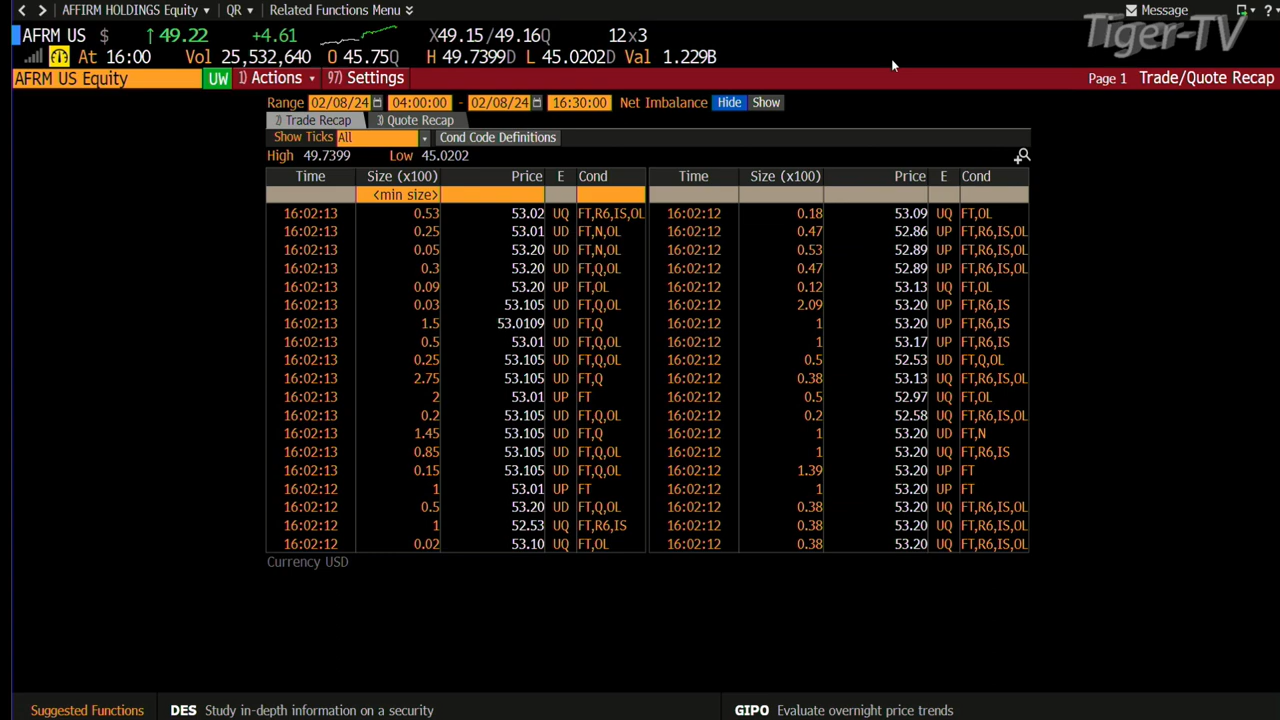 AFFIRM HOLDINGS Equity QR Related Functions Menu Message ?
Tiger-TV
AFRM US $ ↑49.22 +4.61 X49.15/49.16Q 12x3
At 16:00 Vol 25,532,640 O 45.75Q H 49.7399D L 45.0202D Val 1.229B
AFRM US Equity UW 1) Actions 97) Settings Page 1 Trade/Quote Recap
Range 02/08/24 04:00:00 - 02/08/24 16:30:00 Net Imbalance Hide Show
2) Trade Recap 3) Quote Recap
Show Ticks All Cond Code Definitions
High 49.7399 Low 45.0202
Time Size (x100) Price E Cond Time Size (x100) Price E Cond
<min size>
16:02:13 0.53 53.02 UQ FT,R6,IS,OL 16:02:12 0.18 53.09 UQ FT,OL
16:02:13 0.25 53.01 UD FT,N,OL 16:02:12 0.47 52.86 UP FT,R6,IS,OL
16:02:13 0.05 53.20 UD FT,N,OL 16:02:12 0.53 52.89 UP FT,R6,IS,OL
16:02:13 0.3 53.20 UD FT,Q,OL 16:02:12 0.47 52.89 UP FT,R6,IS,OL
16:02:13 0.09 53.20 UP FT,OL 16:02:12 0.12 53.13 UQ FT,OL
16:02:13 0.03 53.105 UD FT,Q,OL 16:02:12 2.09 53.20 UP FT,R6,IS
16:02:13 1.5 53.0109 UD FT,Q 16:02:12 1 53.20 UP FT,R6,IS
16:02:13 0.5 53.01 UD FT,Q,OL 16:02:12 1 53.17 UP FT,R6,IS
16:02:13 0.25 53.105 UD FT,Q,OL 16:02:12 0.5 52.53 UD FT,Q,OL
16:02:13 2.75 53.105 UD FT,Q 16:02:12 0.38 53.13 UQ FT,R6,IS,OL
16:02:13 2 53.01 UP FT 16:02:12 0.5 52.97 UQ FT,OL
16:02:13 0.2 53.105 UD FT,Q,OL 16:02:12 0.2 52.58 UQ FT,R6,IS,OL
16:02:13 1.45 53.105 UD FT,Q 16:02:12 1 53.20 UD FT,N
16:02:13 0.85 53.105 UD FT,Q,OL 16:02:12 1 53.20 UQ FT,R6,IS
16:02:13 0.15 53.105 UD FT,Q,OL 16:02:12 1.39 53.20 UP FT
16:02:12 1 53.01 UP FT 16:02:12 1 53.20 UP FT
16:02:12 0.5 53.20 UD FT,Q,OL 16:02:12 0.38 53.20 UQ FT,R6,IS,OL
16:02:12 1 52.53 UQ FT,R6,IS 16:02:12 0.38 53.20 UQ FT,R6,IS,OL
16:02:12 0.02 53.10 UQ FT,OL 16:02:12 0.38 53.20 UQ FT,R6,IS,OL
Currency USD
Suggested Functions DES Study in-depth information on a security GIPO Evaluate overnight price trends